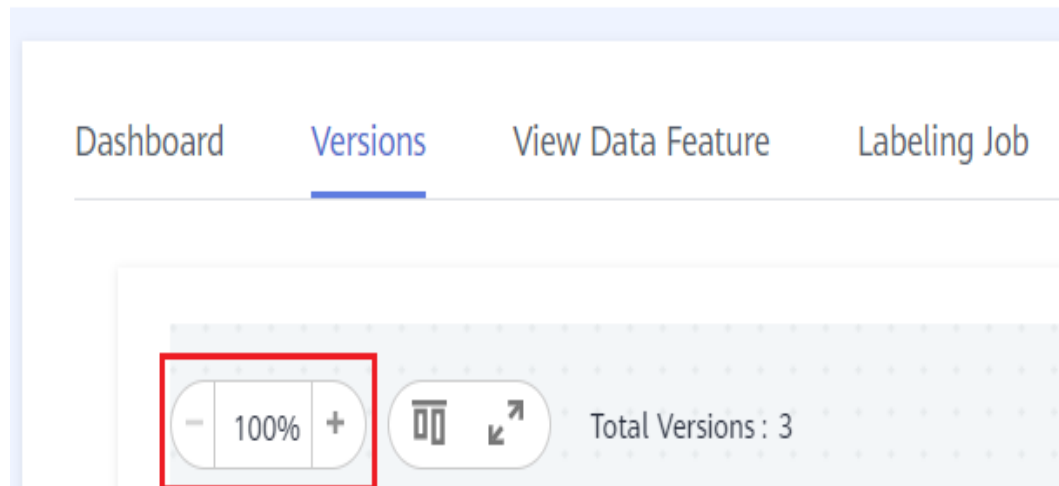 Dashboard Versions View Data Feature Labeling Job
− 100% + Total Versions : 3